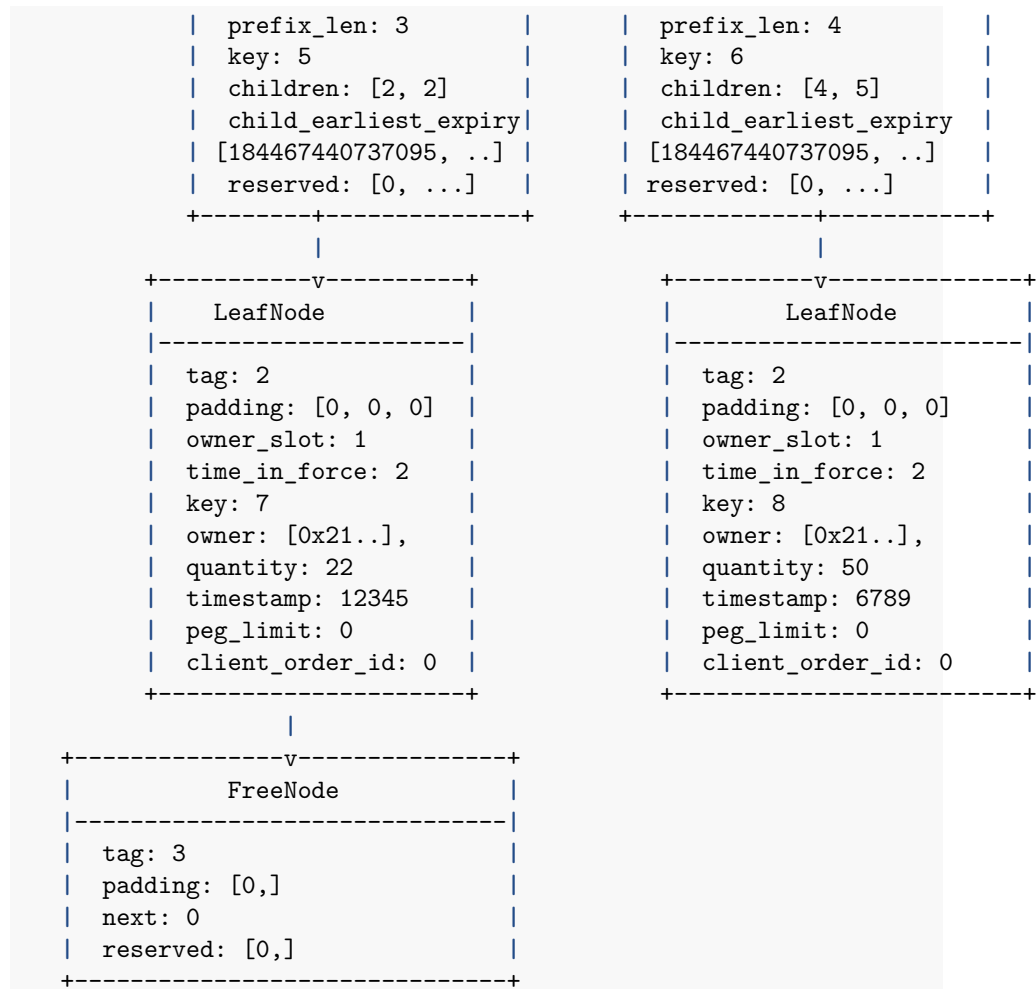 |  prefix_len: 3        |      |  prefix_len: 4          |
|  key: 5               |      |  key: 6                 |
|  children: [2, 2]     |      |  children: [4, 5]       |
|  child_earliest_expiry|      |  child_earliest_expiry  |
| [184467440737095, ..] |      | [184467440737095, ..]   |
|  reserved: [0, ...]   |      | reserved: [0, ...]      |
+--------+--------------+      +-------------+-----------+
|                                  |
+-----------v----------+             +----------v-------------+
|    LeafNode          |             |        LeafNode         |
|----------------------|             |-------------------------|
|  tag: 2              |             |  tag: 2                 |
|  padding: [0, 0, 0]  |             |  padding: [0, 0, 0]     |
|  owner_slot: 1       |             |  owner_slot: 1          |
|  time_in_force: 2    |             |  time_in_force: 2       |
|  key: 7              |             |  key: 8                 |
|  owner: [0x21..],    |             |  owner: [0x21..],       |
|  quantity: 22        |             |  quantity: 50           |
|  timestamp: 12345    |             |  timestamp: 6789        |
|  peg_limit: 0        |             |  peg_limit: 0           |
|  client_order_id: 0  |             |  client_order_id: 0     |
+----------------------+             +-------------------------+
|
+---------------v---------------+
|           FreeNode            |
|-------------------------------|
|  tag: 3                       |
|  padding: [0,]                |
|  next: 0                      |
|  reserved: [0,]               |
+-------------------------------+